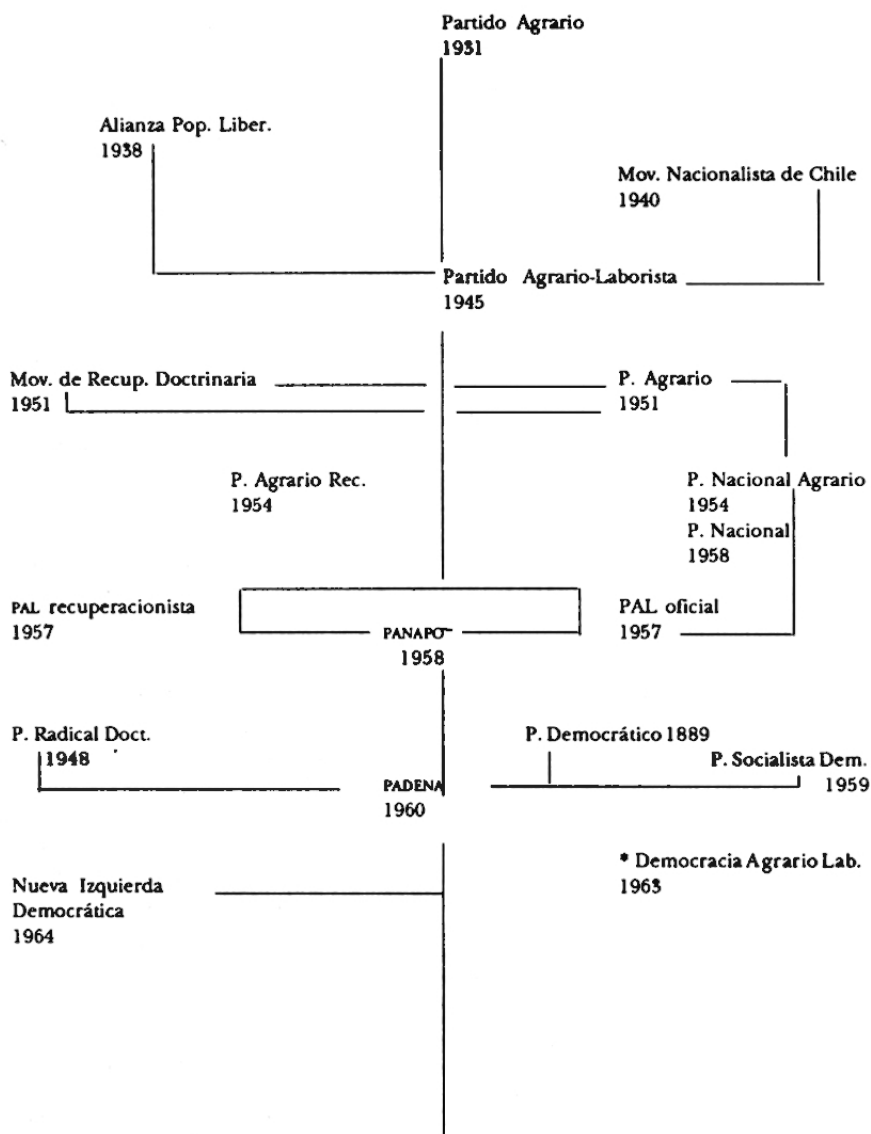 Partido Agrario
1931
Alianza Pop. Liber.
1938
Mov. Nacionalista de Chile
1940
Partido Agrario-Laborista
1945
Mov. de Recup. Doctrinaria
1951
P. Agrario
1951
P. Agrario Rec.
1954
P. Nacional Agrario
1954
P. Nacional
1958
PAL recuperacionista
1957
PAL oficial
1957
PANAPO
1958
P. Radical Doct.
1948
P. Democrático 1889
P. Socialista Dem.
1959
PADENA
1960
* Democracia Agrario Lab.
1963
Nueva Izquierda
Democrática
1964